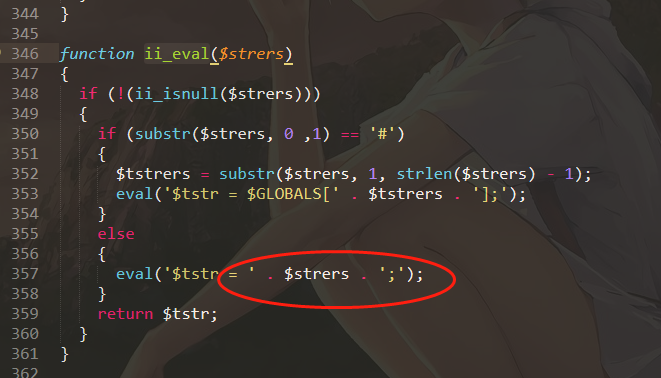 344 }
345
346 function ii_eval($strers)
347 {
348 if (!(ii_isnull($strers)))
349 {
350 if (substr($strers, 0 ,1) == '#')
351 {
352 $tstrers = substr($strers, 1, strlen($strers) - 1);
353 eval('$tstr = $GLOBALS[' . $tstrers . '];');
354 }
355 else
356 {
357 eval('$tstr = ' . $strers . ';');
358 }
359 return $tstr;
360 }
361 }
362